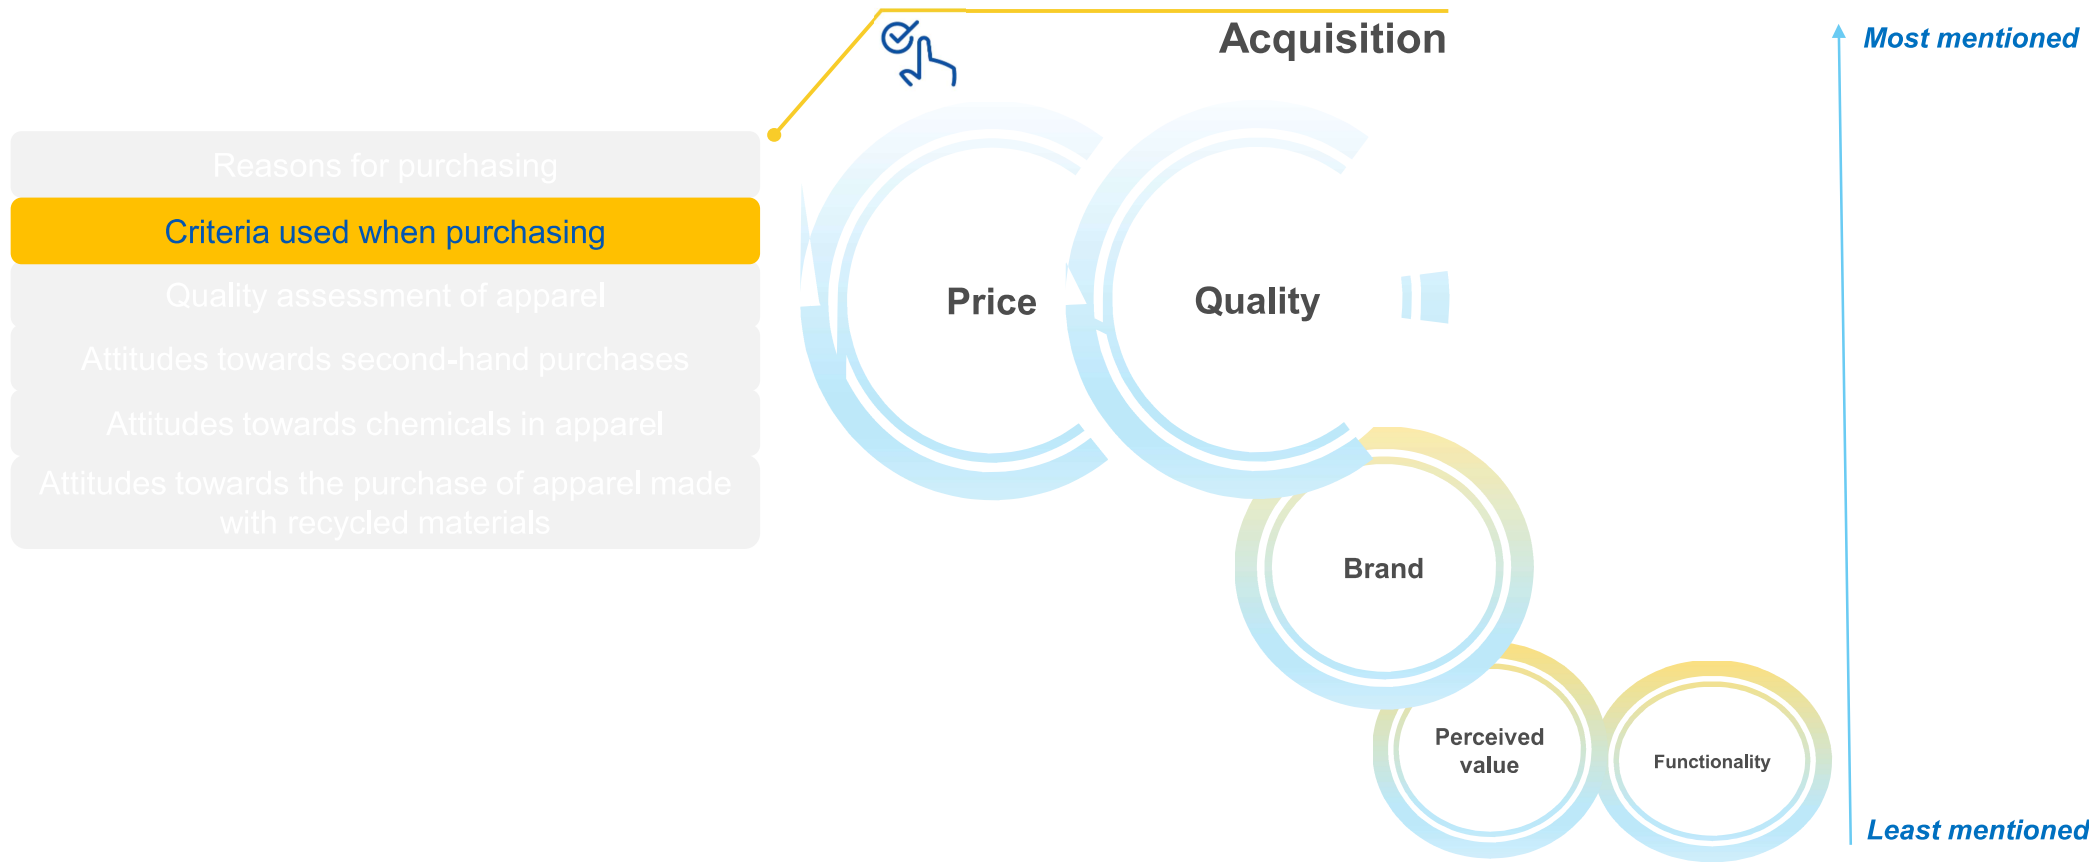 Acquisition
Most mentioned
Reasons for purchasing
Criteria used when purchasing
Quality assessment of apparel
Attitudes towards second-hand purchases
Attitudes towards chemicals in apparel
Attitudes towards the purchase of apparel made
with recycled materials
Price
Quality
Brand
Perceived
value
Functionality
Least mentioned